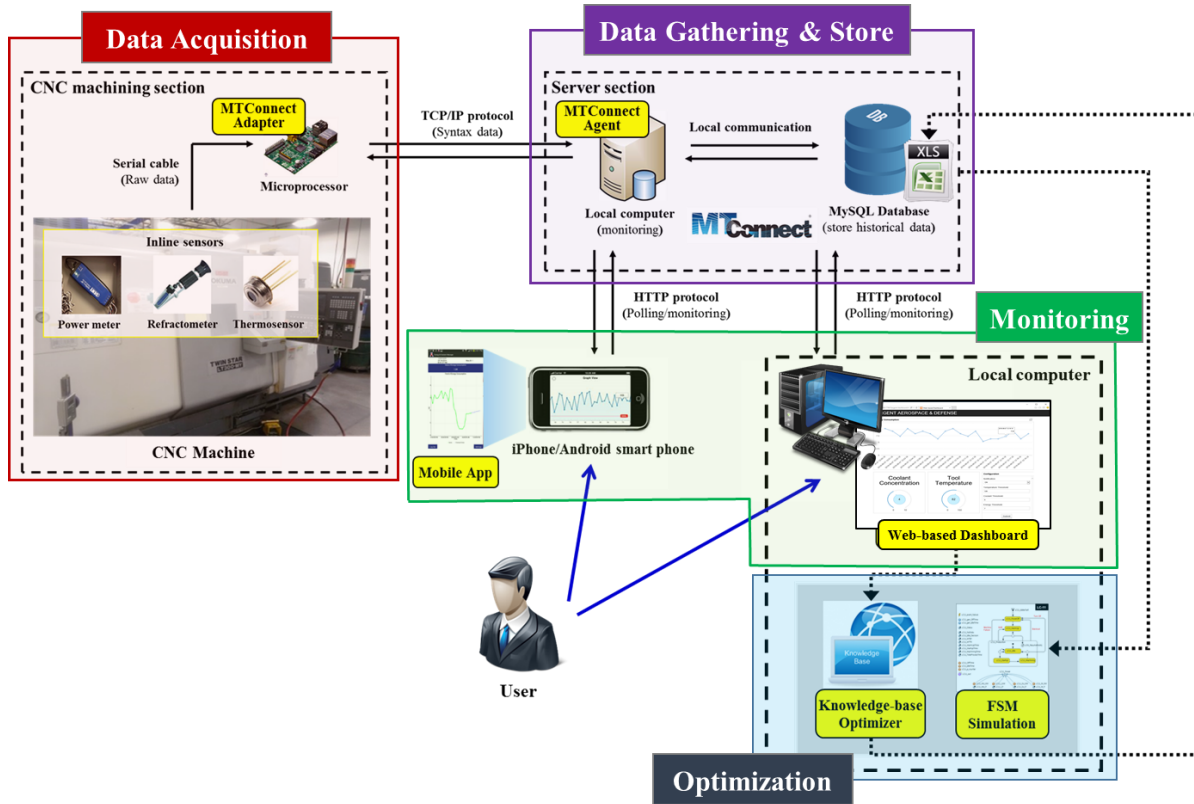 Data Acquisition
CNC machining section
MTConnect
Adapter
Serial cable
(Raw data)
Microprocessor
Inline sensors
Power meter
Refractometer
Thermosensor
TWIN STAR
CNC Machine
TCP/IP protocol
(Syntax data)
Data Gathering & Store
Server section
MTConnect
Agent
Local communication
DB
XLS
Local computer
(monitoring)
MTConnect
MySQL Database
(store historical data)
HTTP protocol
(Polling/monitoring)
HTTP protocol
(Polling/monitoring)
Monitoring
Mobile App
iPhone/Android smart phone
Local computer
AEROSPACE & DEFENSE
Coolant
Concentration
Tool
Temperature
Web-based Dashboard
User
Knowledge
Base
Knowledge-base
Optimizer
FSM
Simulation
Optimization